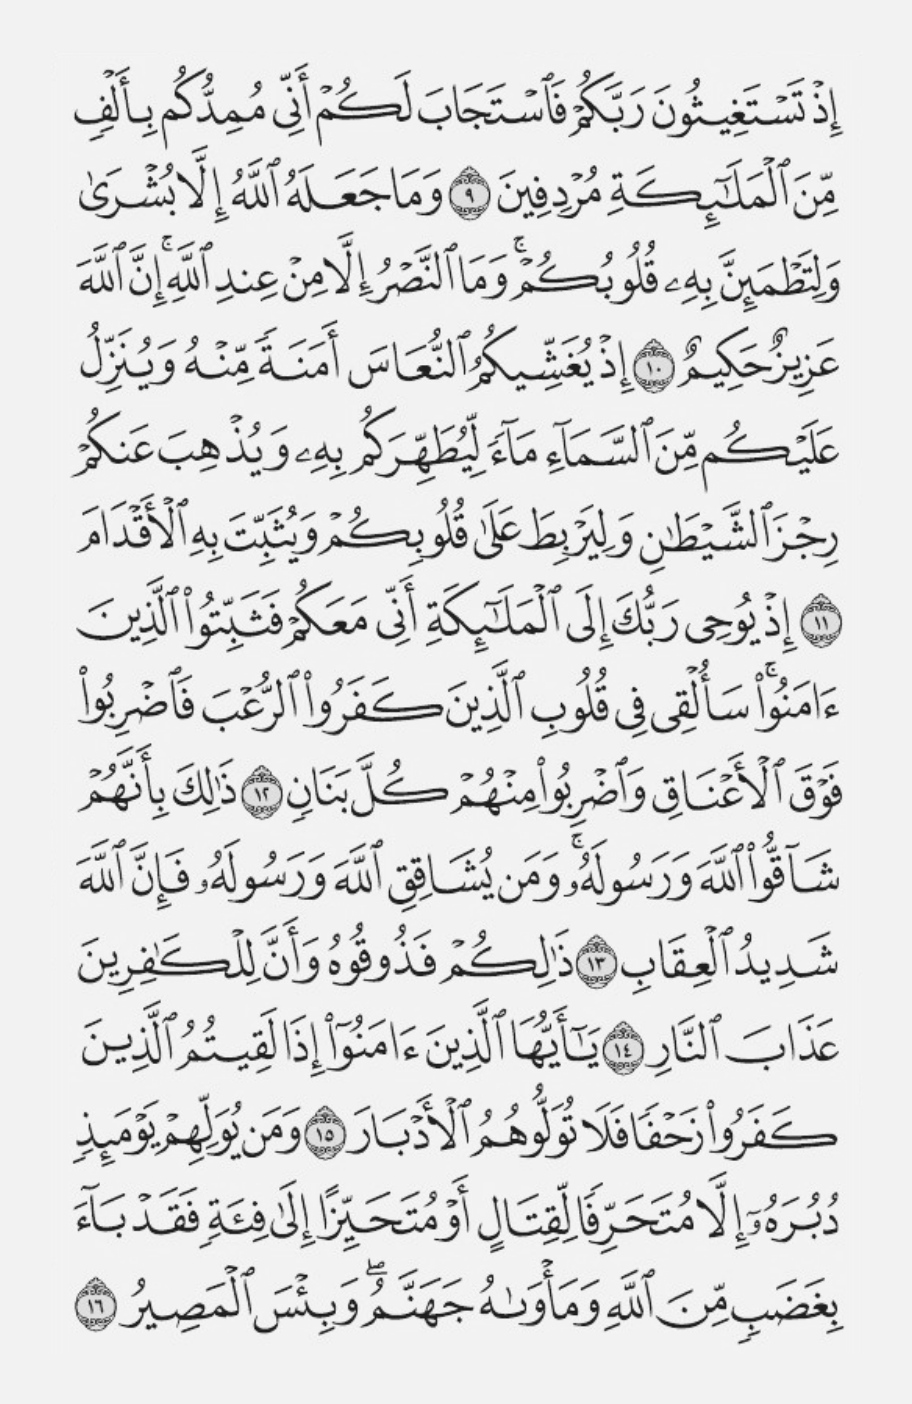 إِذْ تَسْتَغِيثُونَ رَبَّكُمْ فَٱسْتَجَابَ لَكُمْ أَنِّى مُمِدُّكُم بِأَلْفٍ
مِّنَ ٱلْمَلَٰٓئِكَةِ مُرْدِفِينَ ۝٩ وَمَا جَعَلَهُ ٱللَّهُ إِلَّا بُشْرَىٰ
وَلِتَطْمَئِنَّ بِهِۦ قُلُوبُكُمْ ۚ وَمَا ٱلنَّصْرُ إِلَّا مِنْ عِندِ ٱللَّهِ ۚ إِنَّ ٱللَّهَ
عَزِيزٌ حَكِيمٌ ۝١٠ إِذْ يُغَشِّيكُمُ ٱلنُّعَاسَ أَمَنَةً مِّنْهُ وَيُنَزِّلُ
عَلَيْكُم مِّنَ ٱلسَّمَآءِ مَآءً لِّيُطَهِّرَكُم بِهِۦ وَيُذْهِبَ عَنكُمْ
رِجْزَ ٱلشَّيْطَٰنِ وَلِيَرْبِطَ عَلَىٰ قُلُوبِكُمْ وَيُثَبِّتَ بِهِ ٱلْأَقْدَامَ
۝١١ إِذْ يُوحِى رَبُّكَ إِلَى ٱلْمَلَٰٓئِكَةِ أَنِّى مَعَكُمْ فَثَبِّتُوا۟ ٱلَّذِينَ
ءَامَنُوا۟ ۚ سَأُلْقِى فِى قُلُوبِ ٱلَّذِينَ كَفَرُوا۟ ٱلرُّعْبَ فَٱضْرِبُوا۟
فَوْقَ ٱلْأَعْنَاقِ وَٱضْرِبُوا۟ مِنْهُمْ كُلَّ بَنَانٍ ۝١٢ ذَٰلِكَ بِأَنَّهُمْ
شَآقُّوا۟ ٱللَّهَ وَرَسُولَهُۥ ۚ وَمَن يُشَاقِقِ ٱللَّهَ وَرَسُولَهُۥ فَإِنَّ ٱللَّهَ
شَدِيدُ ٱلْعِقَابِ ۝١٣ ذَٰلِكُمْ فَذُوقُوهُ وَأَنَّ لِلْكَٰفِرِينَ
عَذَابَ ٱلنَّارِ ۝١٤ يَٰٓأَيُّهَا ٱلَّذِينَ ءَامَنُوٓا۟ إِذَا لَقِيتُمُ ٱلَّذِينَ
كَفَرُوا۟ زَحْفًا فَلَا تُوَلُّوهُمُ ٱلْأَدْبَارَ ۝١٥ وَمَن يُوَلِّهِمْ يَوْمَئِذٍ
دُبُرَهُۥٓ إِلَّا مُتَحَرِّفًا لِّقِتَالٍ أَوْ مُتَحَيِّزًا إِلَىٰ فِئَةٍ فَقَدْ بَآءَ
بِغَضَبٍ مِّنَ ٱللَّهِ وَمَأْوَىٰهُ جَهَنَّمُ ۖ وَبِئْسَ ٱلْمَصِيرُ ۝١٦